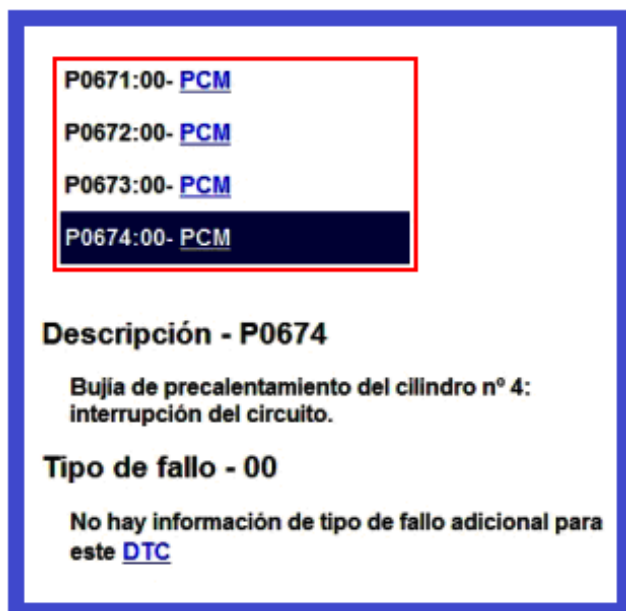 P0671:00- PCM
P0672:00- PCM
P0673:00- PCM
P0674:00- PCM
Descripción - P0674
Bujía de precalentamiento del cilindro nº 4:
interrupción del circuito.
Tipo de fallo - 00
No hay información de tipo de fallo adicional para
este DTC